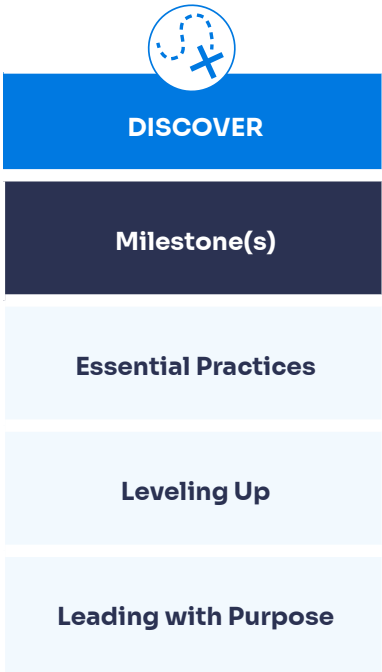 DISCOVER
Milestone(s)
Essential Practices
Leveling Up
Leading with Purpose